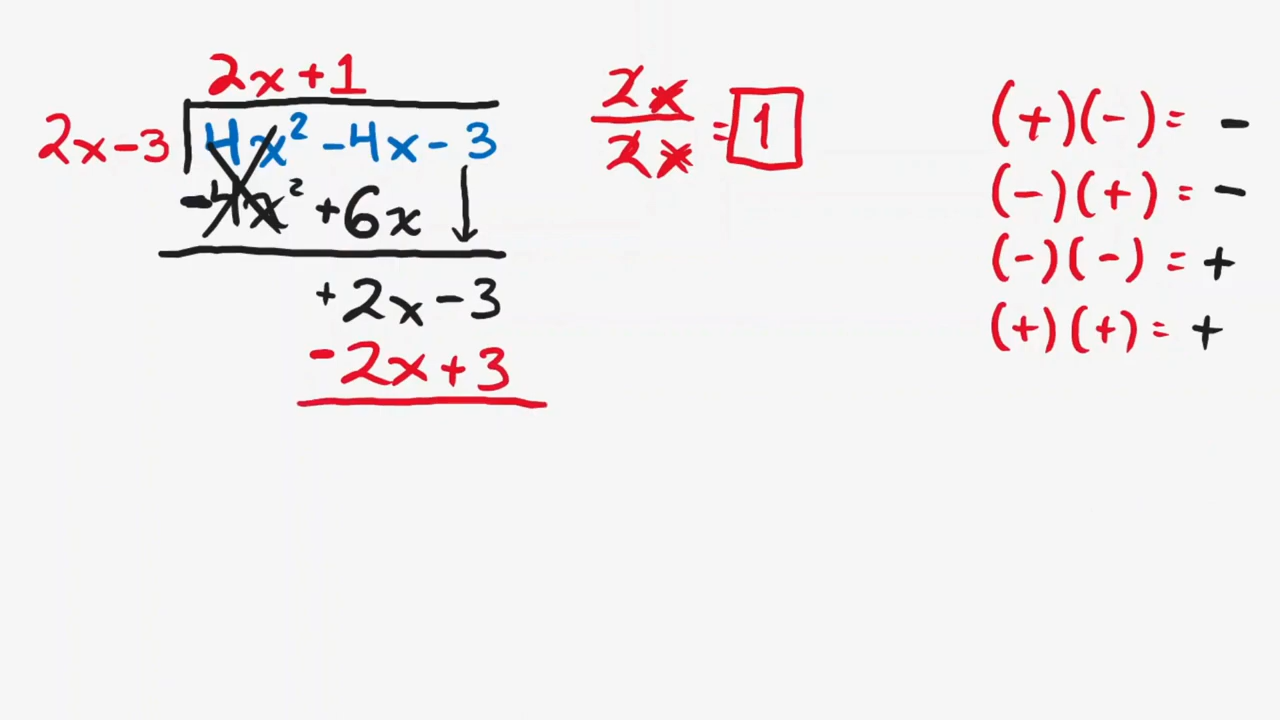 2x+1
2x-3 4x² -4x - 3
-4x² +6x
+2x-3
-2x+3
2x
2x
= 1
(+)(-)= -
(-)(+)= -
(-)(-)= +
(+)(+)= +